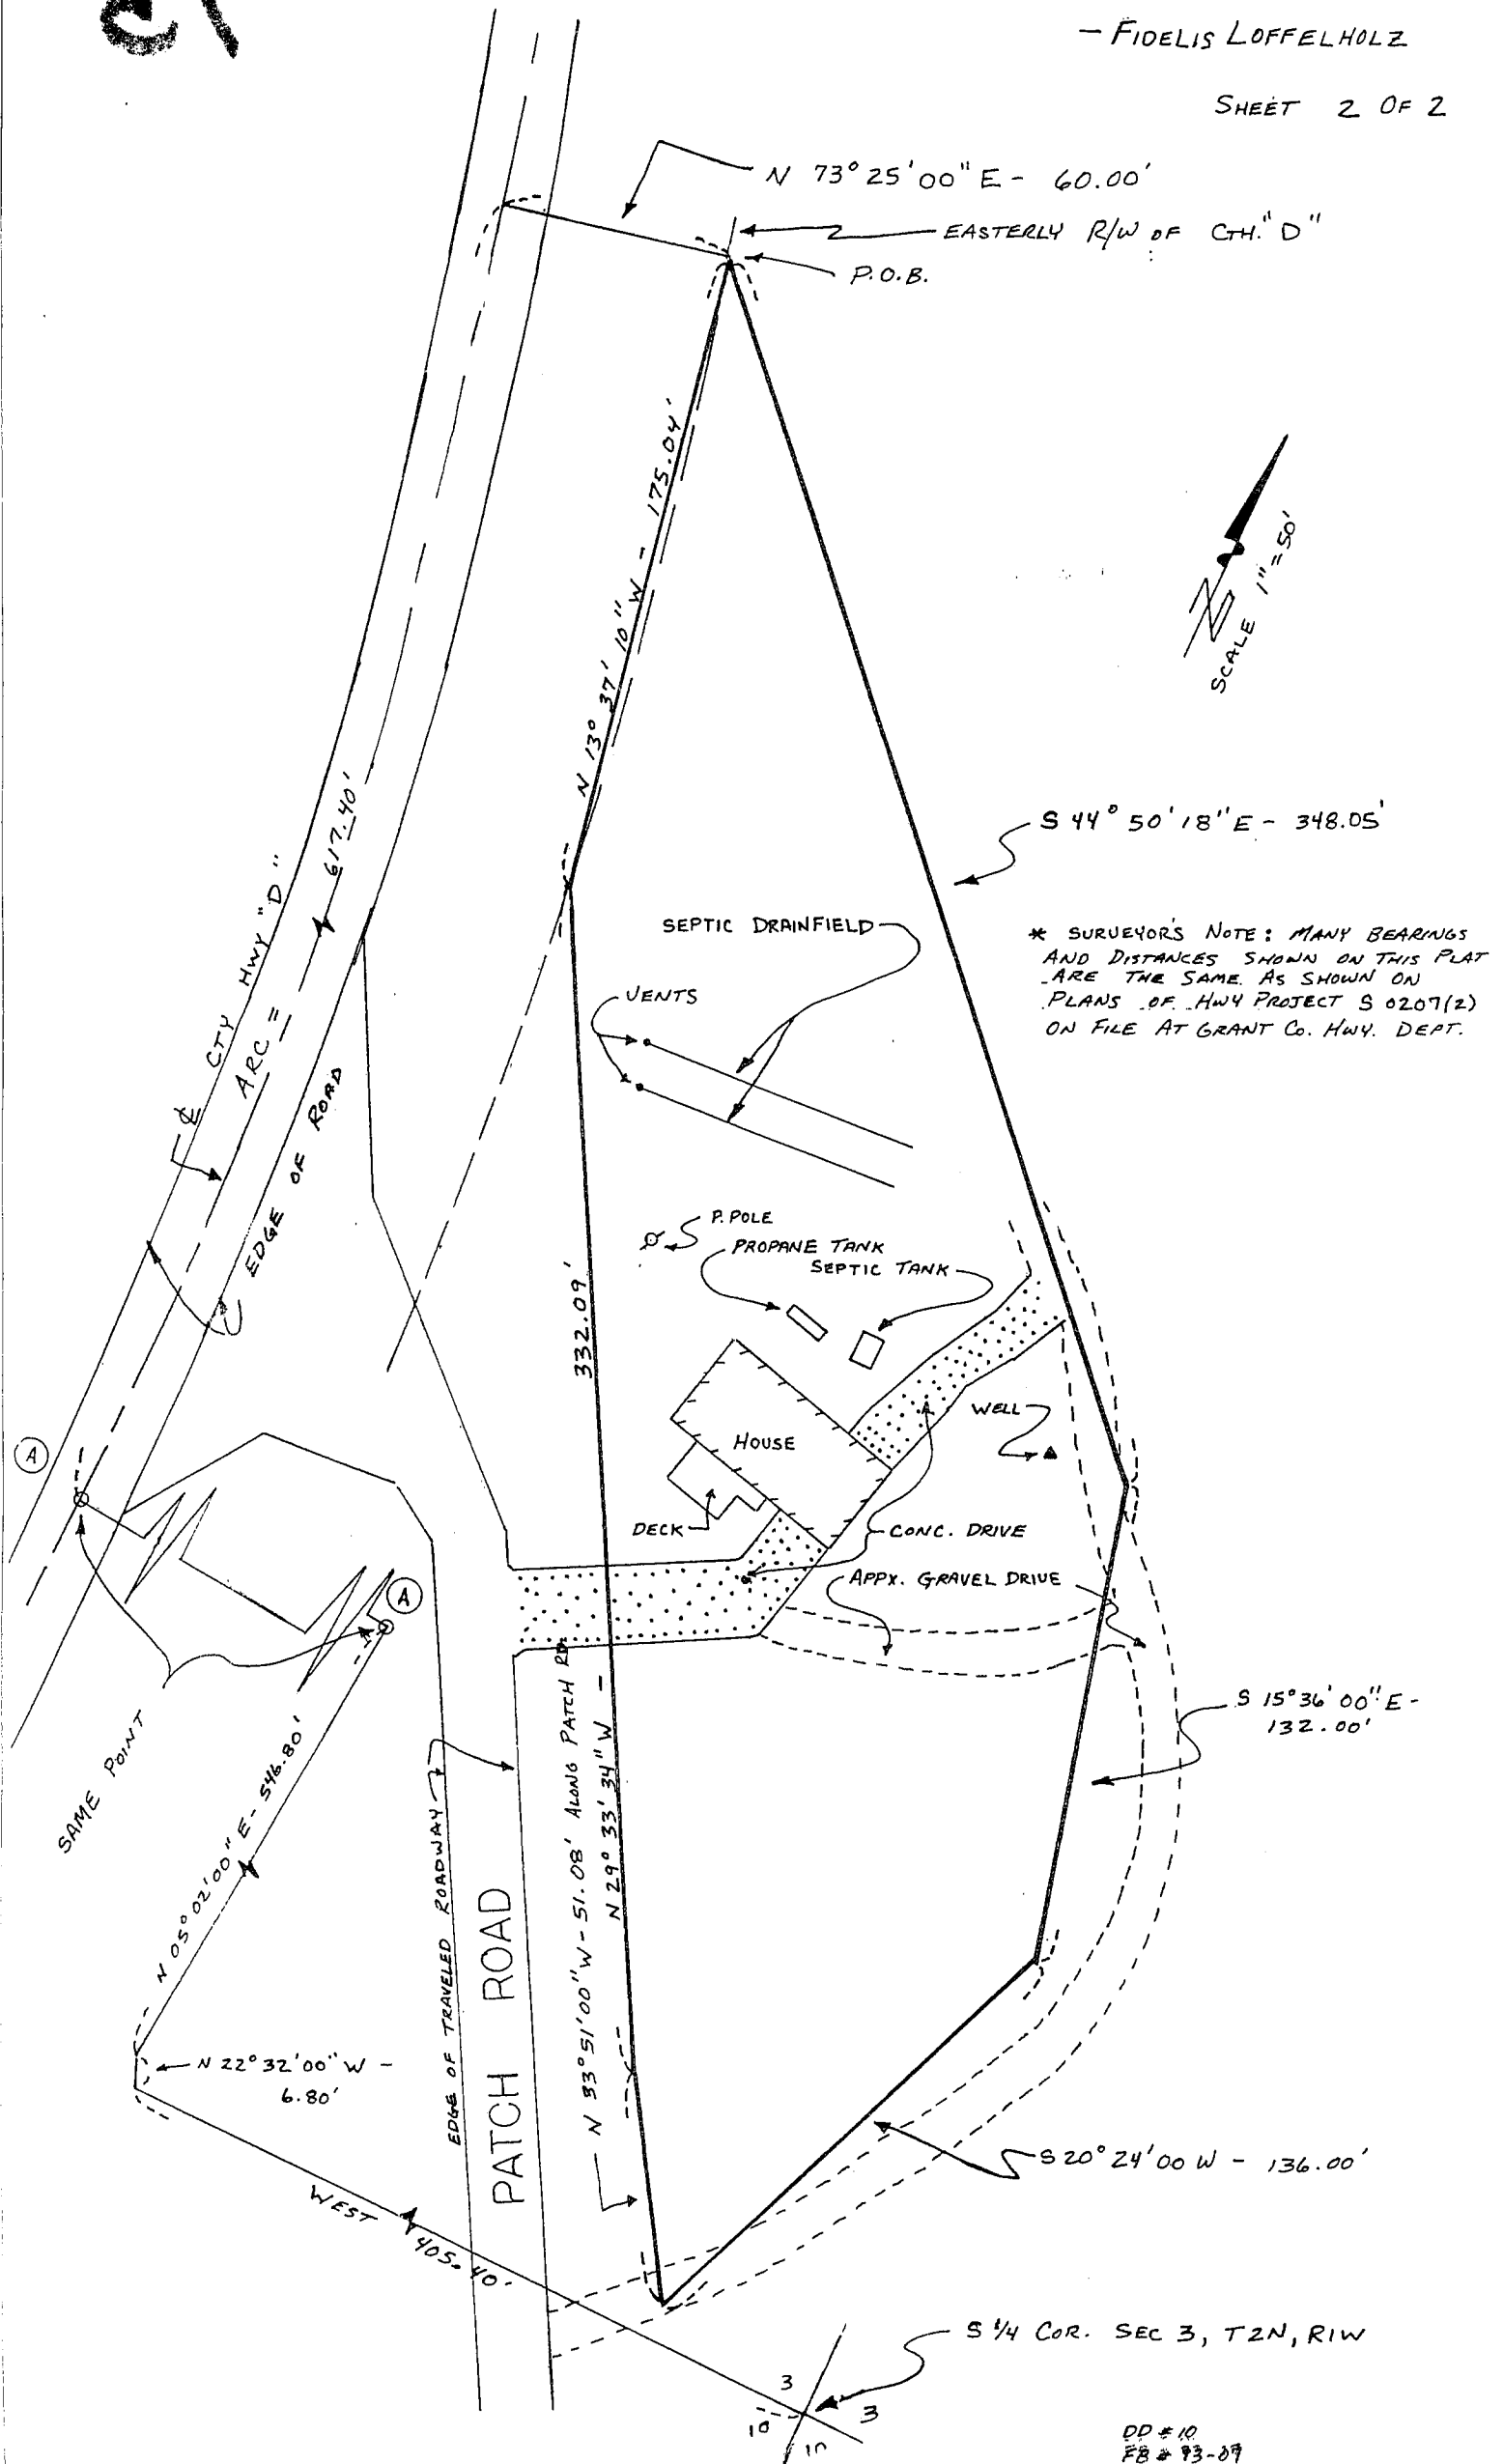 — FIDELIS LOFFELHOLZ
SHEET 2 OF 2
N 73° 25' 00" E - 60.00'
EASTERLY R/W OF CTH. "D"
P.O.B.
N 13° 37' 10" W - 175.04'
SCALE 1" = 50'
N
S 44° 50' 18" E - 348.05'
* SURVEYOR'S NOTE: MANY BEARINGS
AND DISTANCES SHOWN ON THIS PLAT
ARE THE SAME AS SHOWN ON
PLANS OF HWY PROJECT S 0207(2)
ON FILE AT GRANT CO. HWY. DEPT.
SEPTIC DRAINFIELD
VENTS
℄ CTY HWY "D"
ARC = 617.40'
EDGE OF ROAD
P. POLE
PROPANE TANK
SEPTIC TANK
332.09'
WELL
HOUSE
DECK
CONC. DRIVE
APPX. GRAVEL DRIVE
A
A
SAME POINT
S 15° 36' 00" E -
132.00'
N 05° 02' 00" E - 546.80'
EDGE OF TRAVELED ROADWAY
PATCH ROAD
N 33° 51' 00" W - 51.08' ALONG PATCH RD.
N 29° 33' 34" W -
N 22° 32' 00" W -
6.80'
S 20° 24' 00 W - 136.00'
WEST 405.40
S 1/4 COR. SEC 3, T2N, R1W
3
3
10
10
DD # 10
FB # 93-09